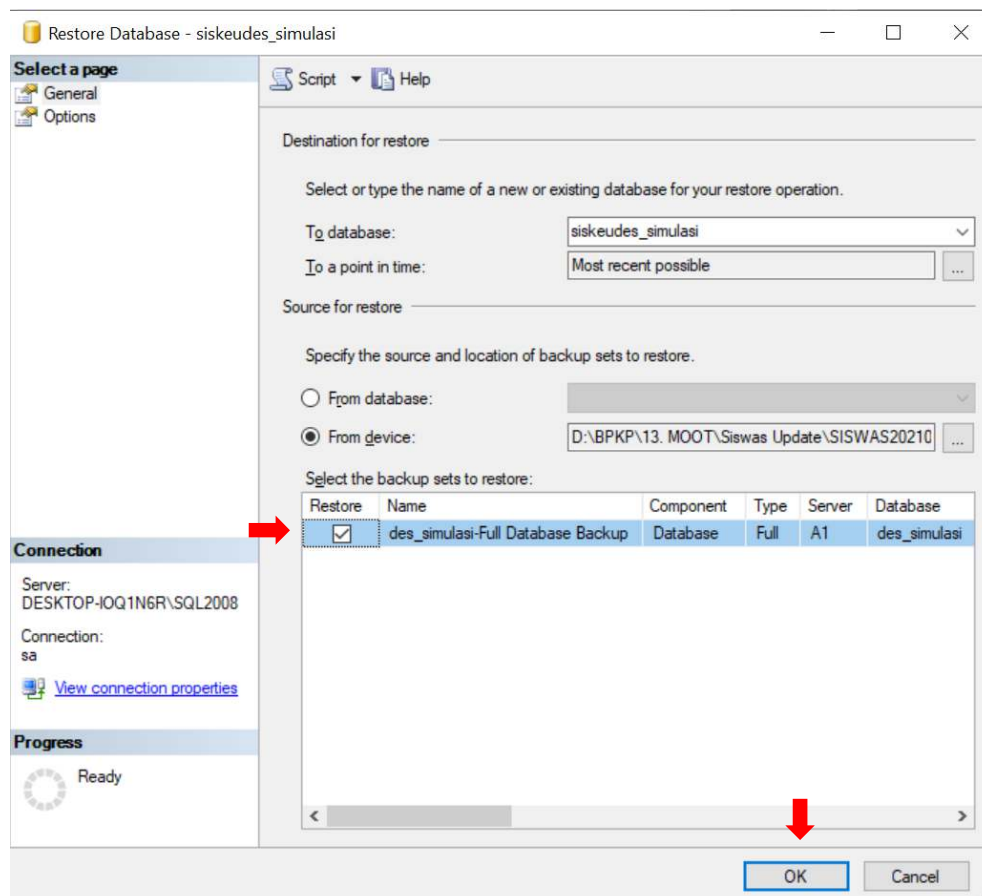 Restore Database - siskeudes_simulasi
Select a page
General
Options
Script Help
Destination for restore
Select or type the name of a new or existing database for your restore operation.
To database: siskeudes_simulasi
To a point in time: Most recent possible ...
Source for restore
Specify the source and location of backup sets to restore.
From database:
From device: D:\BPKP\13. MOOT\Siswas Update\SISWAS20210 ...
Select the backup sets to restore:
Restore Name Component Type Server Database
des_simulasi-Full Database Backup Database Full A1 des_simulasi
Connection
Server:
DESKTOP-IOQ1N6R\SQL2008
Connection:
sa
View connection properties
Progress
Ready
OK Cancel